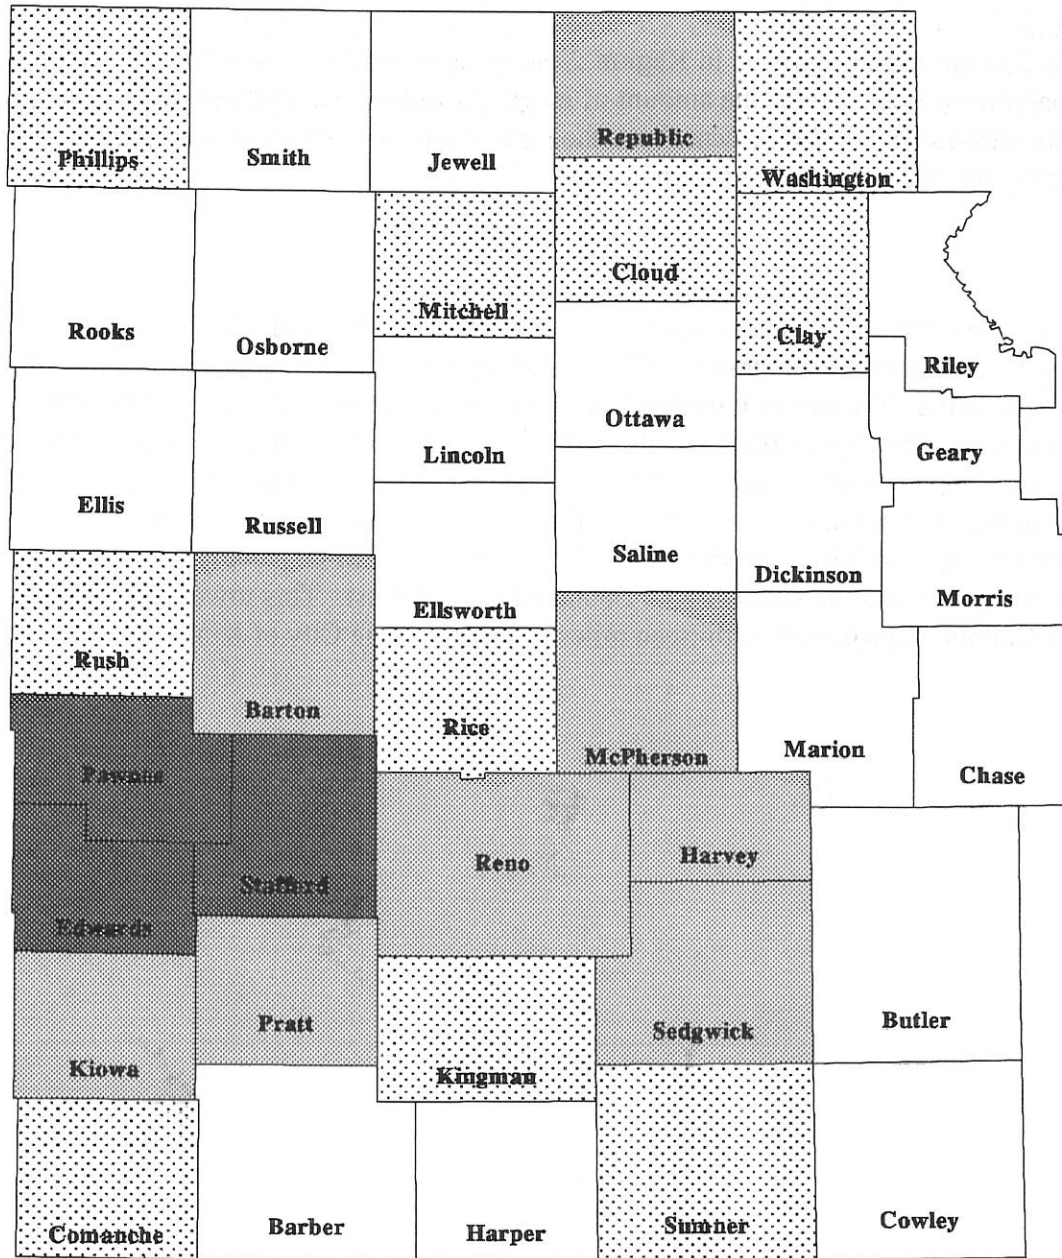 Phillips
Smith
Jewell
Republic
Washington
Rooks
Osborne
Mitchell
Cloud
Clay
Riley
Ellis
Russell
Lincoln
Ottawa
Geary
Rush
Barton
Ellsworth
Saline
Dickinson
Morris
Pawnee
Stafford
Rice
McPherson
Marion
Chase
Edwards
Reno
Harvey
Kiowa
Pratt
Kingman
Sedgwick
Butler
Comanche
Barber
Harper
Sumner
Cowley